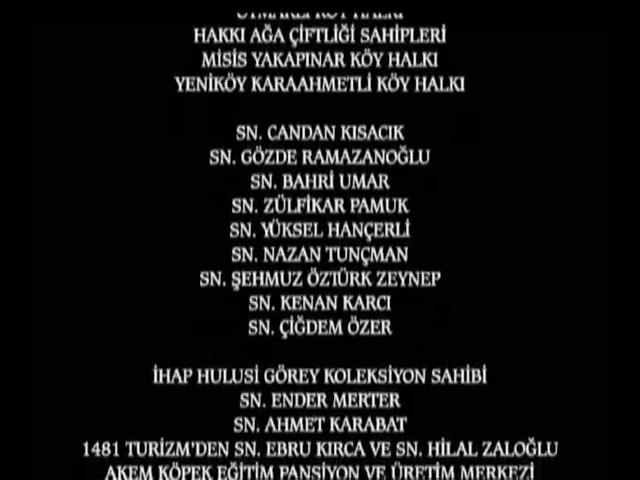 KÖY HALKI
HAKKI AĞA ÇİFTLİĞİ SAHİPLERİ
MİSİS YAKAPINAR KÖY HALKI
YENİKÖY KARAAHMETLİ KÖY HALKI
SN. CANDAN KISACIK
SN. GÖZDE RAMAZANOĞLU
SN. BAHRİ UMAR
SN. ZÜLFİKAR PAMUK
SN. YÜKSEL HANÇERLİ
SN. NAZAN TUNÇMAN
SN. ŞEHMUZ ÖZTÜRK ZEYNEP
SN. KENAN KARCI
SN. ÇİĞDEM ÖZER
İHAP HULUSİ GÖREY KOLEKSİYON SAHİBİ
SN. ENDER MERTER
SN. AHMET KARABAT
1481 TURİZM'DEN SN. EBRU KIRCA VE SN. HİLAL ZALOĞLU
AKEM KÖPEK EĞİTİM PANSİYON VE ÜRETİM MERKEZİ